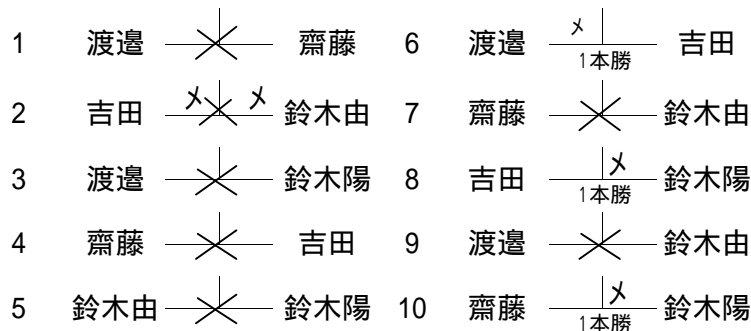 1 渡邉 齋藤 6 渡邉 メ 1本勝 吉田
2 吉田 メ メ 鈴木由 7 齋藤 鈴木由
3 渡邉 鈴木陽 8 吉田 メ 1本勝 鈴木陽
4 齋藤 吉田 9 渡邉 鈴木由
5 鈴木由 鈴木陽 10 齋藤 メ 1本勝 鈴木陽